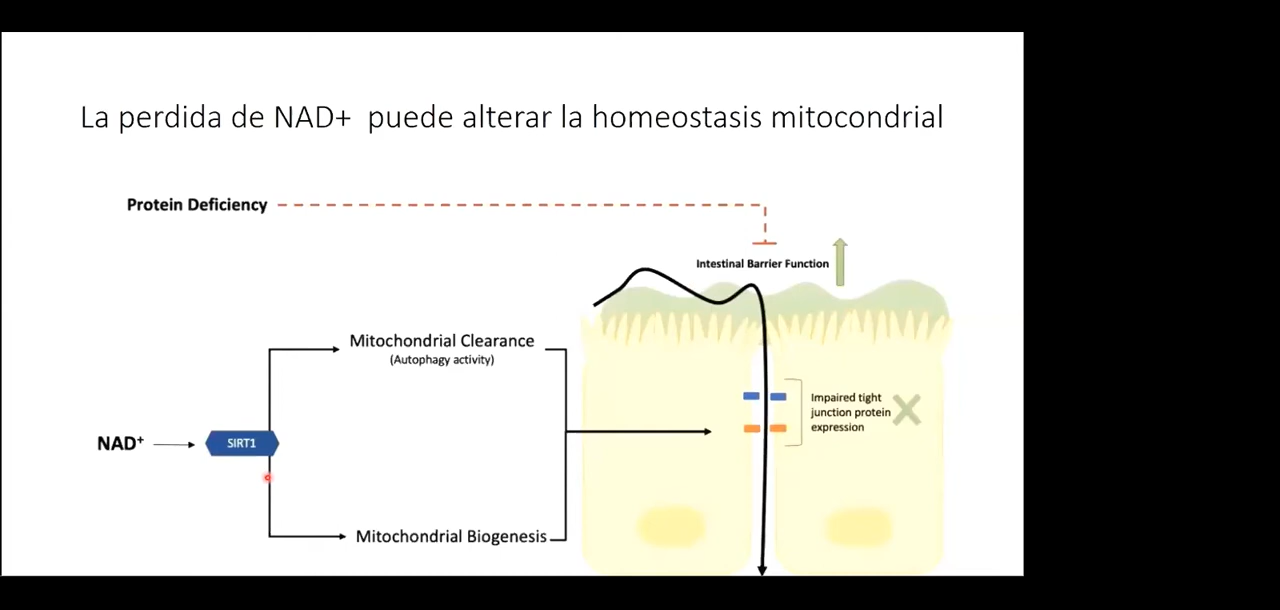 La perdida de NAD+ puede alterar la homeostasis mitocondrial
Protein Deficiency
Intestinal Barrier Function
Mitochondrial Clearance
(Autophagy activity)
Impaired tight
junction protein
expression
NAD⁺
SIRT1
Mitochondrial Biogenesis